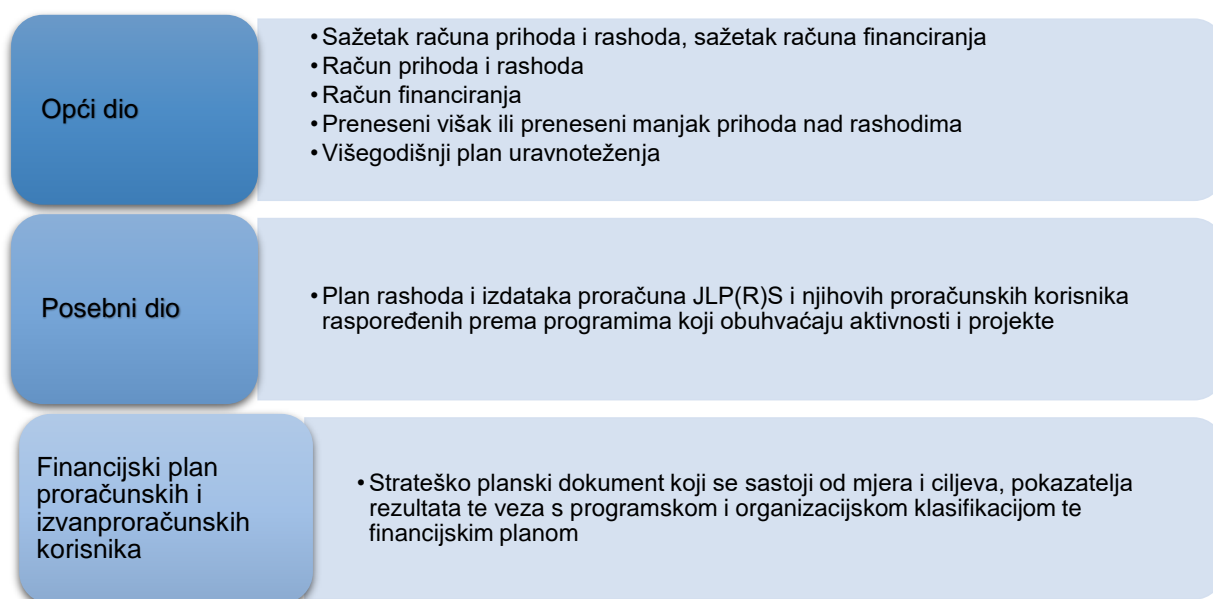 Opći dio
•Sažetak računa prihoda i rashoda, sažetak računa financiranja
•Račun prihoda i rashoda
•Račun financiranja
•Preneseni višak ili preneseni manjak prihoda nad rashodima
•Višegodišnji plan uravnoteženja
Posebni dio
•Plan rashoda i izdataka proračuna JLP(R)S i njihovih proračunskih korisnika
raspoređenih prema programima koji obuhvaćaju aktivnosti i projekte
Financijski plan
proračunskih i
izvanproračunskih
korisnika
•Strateško planski dokument koji se sastoji od mjera i ciljeva, pokazatelja
rezultata te veza s programskom i organizacijskom klasifikacijom te
financijskim planom